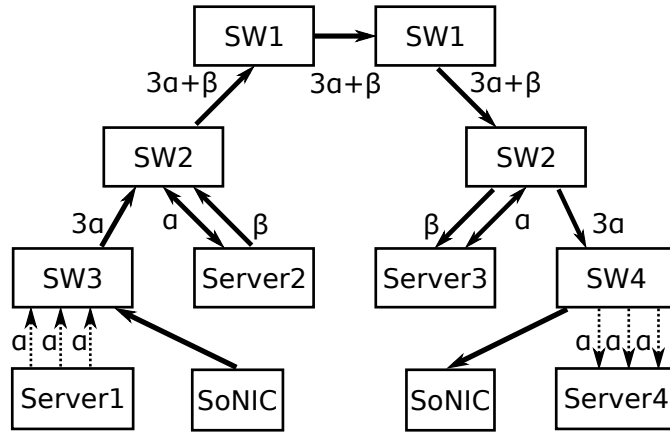 SW1 SW1
3α+β 3α+β 3α+β
SW2 SW2
3α α β β α 3α
SW3 Server2 Server3 SW4
α α α α α α
Server1 SoNIC SoNIC Server4